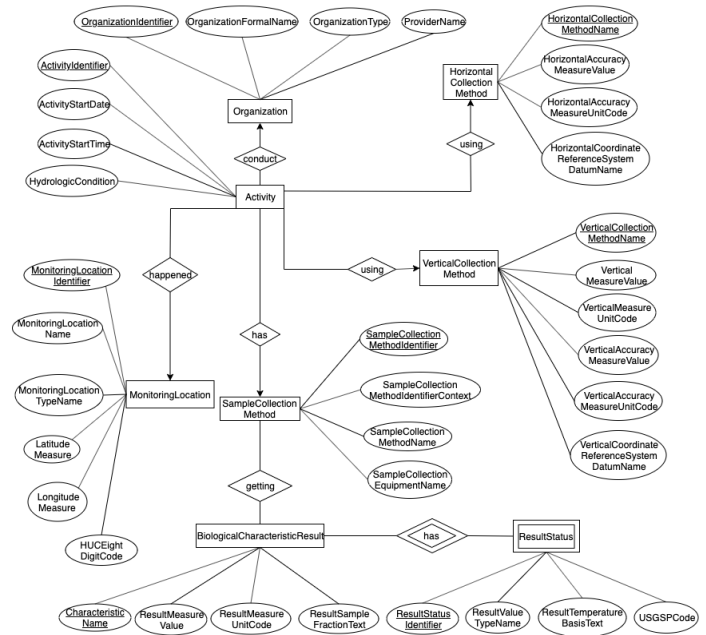 OrganizationIdentifier
OrganizationFormalName
OrganizationType
ProviderName
HorizontalCollection
MethodName
ActivityIdentifier
HorizontalAccuracy
MeasureValue
Horizontal
Collection
Method
ActivityStartDate
Organization
HorizontalAccuracy
MeasureUnitCode
ActivityStartTime
conduct
using
HorizontalCoordinate
ReferenceSystem
DatumName
HydrologicCondition
Activity
VerticalCollection
MethodName
MonitoringLocation
Identifier
happened
using
VerticalCollection
Method
Vertical
MeasureValue
VerticalMeasure
UnitCode
MonitoringLocation
Name
has
SampleCollection
MethodIdentifier
VerticalAccuracy
MeasureValue
MonitoringLocation
TypeName
MonitoringLocation
SampleCollection
Method
SampleCollection
MethodIdentifierContext
VerticalAccuracy
MeasureUnitCode
Latitude
Measure
SampleCollection
MethodName
VerticalCoordinate
ReferenceSystem
DatumName
Longitude
Measure
getting
SampleCollection
EquipmentName
HUCEight
DigitCode
BiologicalCharacteristicResult
has
ResultStatus
Characteristic
Name
ResultMeasure
Value
ResultMeasure
UnitCode
ResultSample
FractionText
ResultStatus
Identifier
ResultValue
TypeName
ResultTemperature
BasisText
USGSPCode